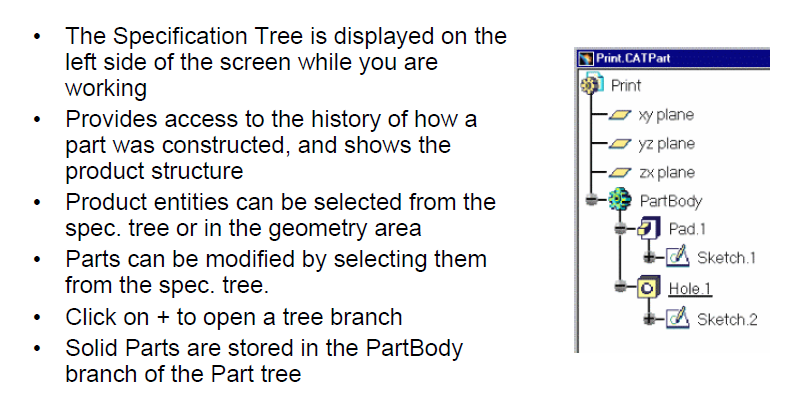 • The Specification Tree is displayed on the
left side of the screen while you are
working
• Provides access to the history of how a
part was constructed, and shows the
product structure
• Product entities can be selected from the
spec. tree or in the geometry area
• Parts can be modified by selecting them
from the spec. tree.
• Click on + to open a tree branch
• Solid Parts are stored in the PartBody
branch of the Part tree
Print.CATPart
Print
xy plane
yz plane
zx plane
PartBody
Pad.1
Sketch.1
Hole.1
Sketch.2